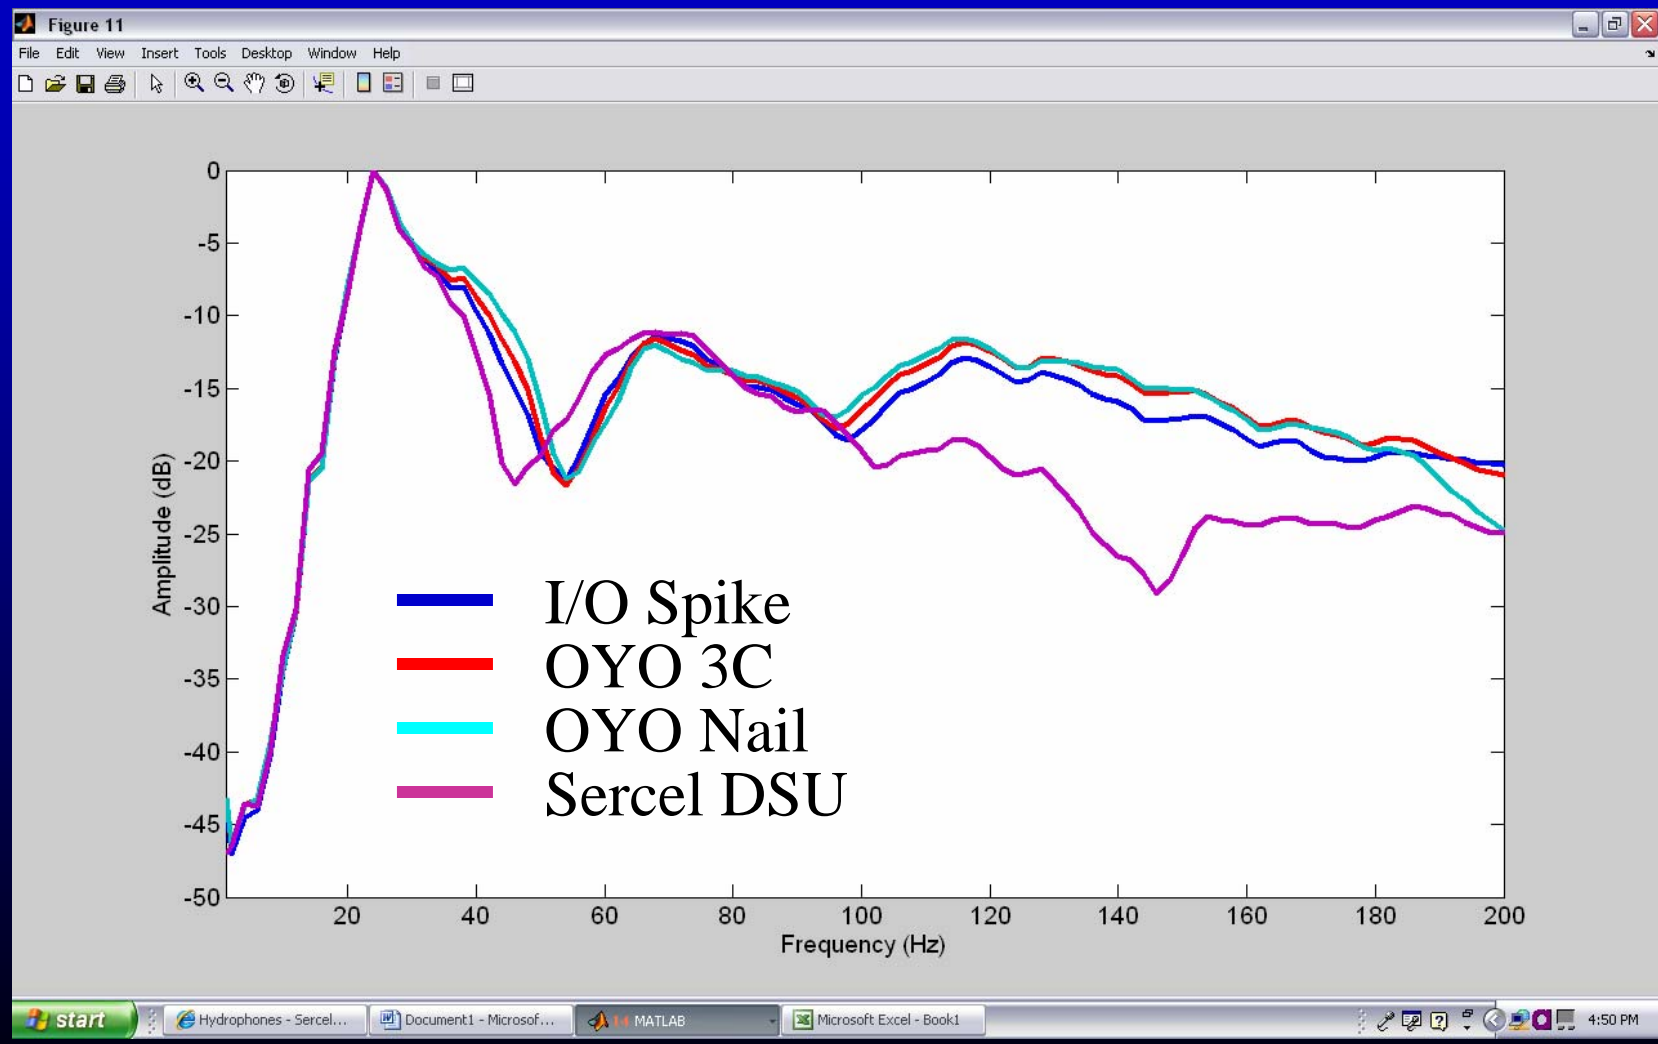 Figure 11
File Edit View Insert Tools Desktop Window Help
0
-5
-10
-15
-20
-25
-30
-35
-40
-45
-50
Amplitude (dB)
I/O Spike
OYO 3C
OYO Nail
Sercel DSU
20 40 60 80 100 120 140 160 180 200
Frequency (Hz)
start Hydrophones - Sercel... Document1 - Microsof... 14 MATLAB Microsoft Excel - Book1 4:50 PM